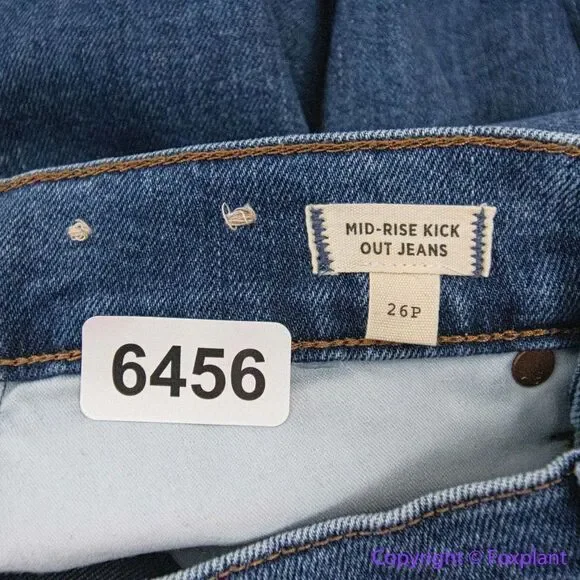 MID-RISE KICK
OUT JEANS
26P
6456
Copyright © Foxplant